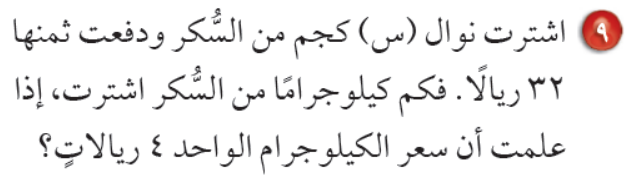 ٩ اشترت نوال (س) كجم من السُّكر ودفعت ثمنها
٣٢ ريالًا. فكم كيلوجرامًا من السُّكر اشترت، إذا
علمت أن سعر الكيلوجرام الواحد ٤ ريالاتٍ؟